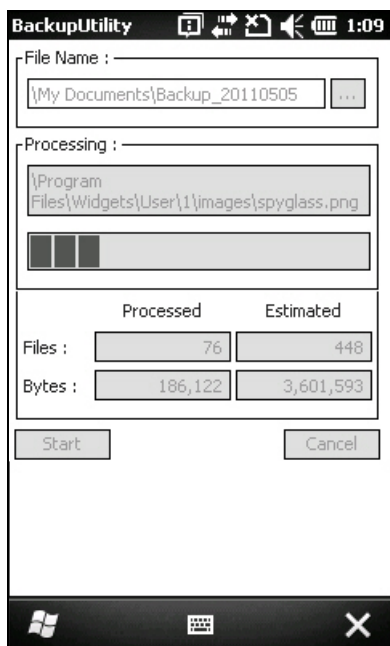 BackupUtility 1:09
File Name :
\My Documents\Backup_20110505 ...
Processing :
\Program
Files\Widgets\User\1\images\spyglass.png
Processed Estimated
Files : 76 448
Bytes : 186,122 3,601,593
Start Cancel